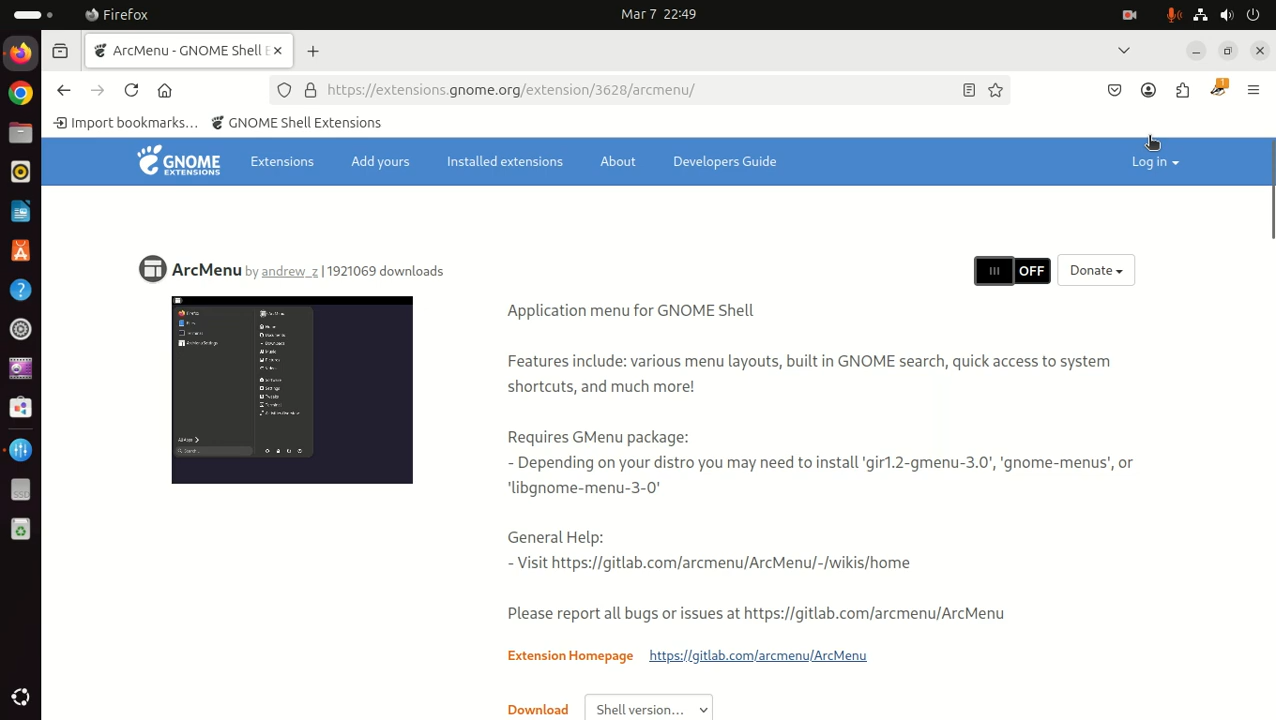 Firefox
Mar 7 22:49
ArcMenu - GNOME Shell E
https://extensions.gnome.org/extension/3628/arcmenu/
1
Import bookmarks...
GNOME Shell Extensions
GNOME EXTENSIONS
Extensions
Add yours
Installed extensions
About
Developers Guide
Log in
ArcMenu by andrew_z | 1921069 downloads
OFF
Donate
Application menu for GNOME Shell
Features include: various menu layouts, built in GNOME search, quick access to system
shortcuts, and much more!
Requires GMenu package:
- Depending on your distro you may need to install 'gir1.2-gmenu-3.0', 'gnome-menus', or
'libgnome-menu-3-0'
General Help:
- Visit https://gitlab.com/arcmenu/ArcMenu/-/wikis/home
Please report all bugs or issues at https://gitlab.com/arcmenu/ArcMenu
Extension Homepage https://gitlab.com/arcmenu/ArcMenu
Download Shell version...
SSD